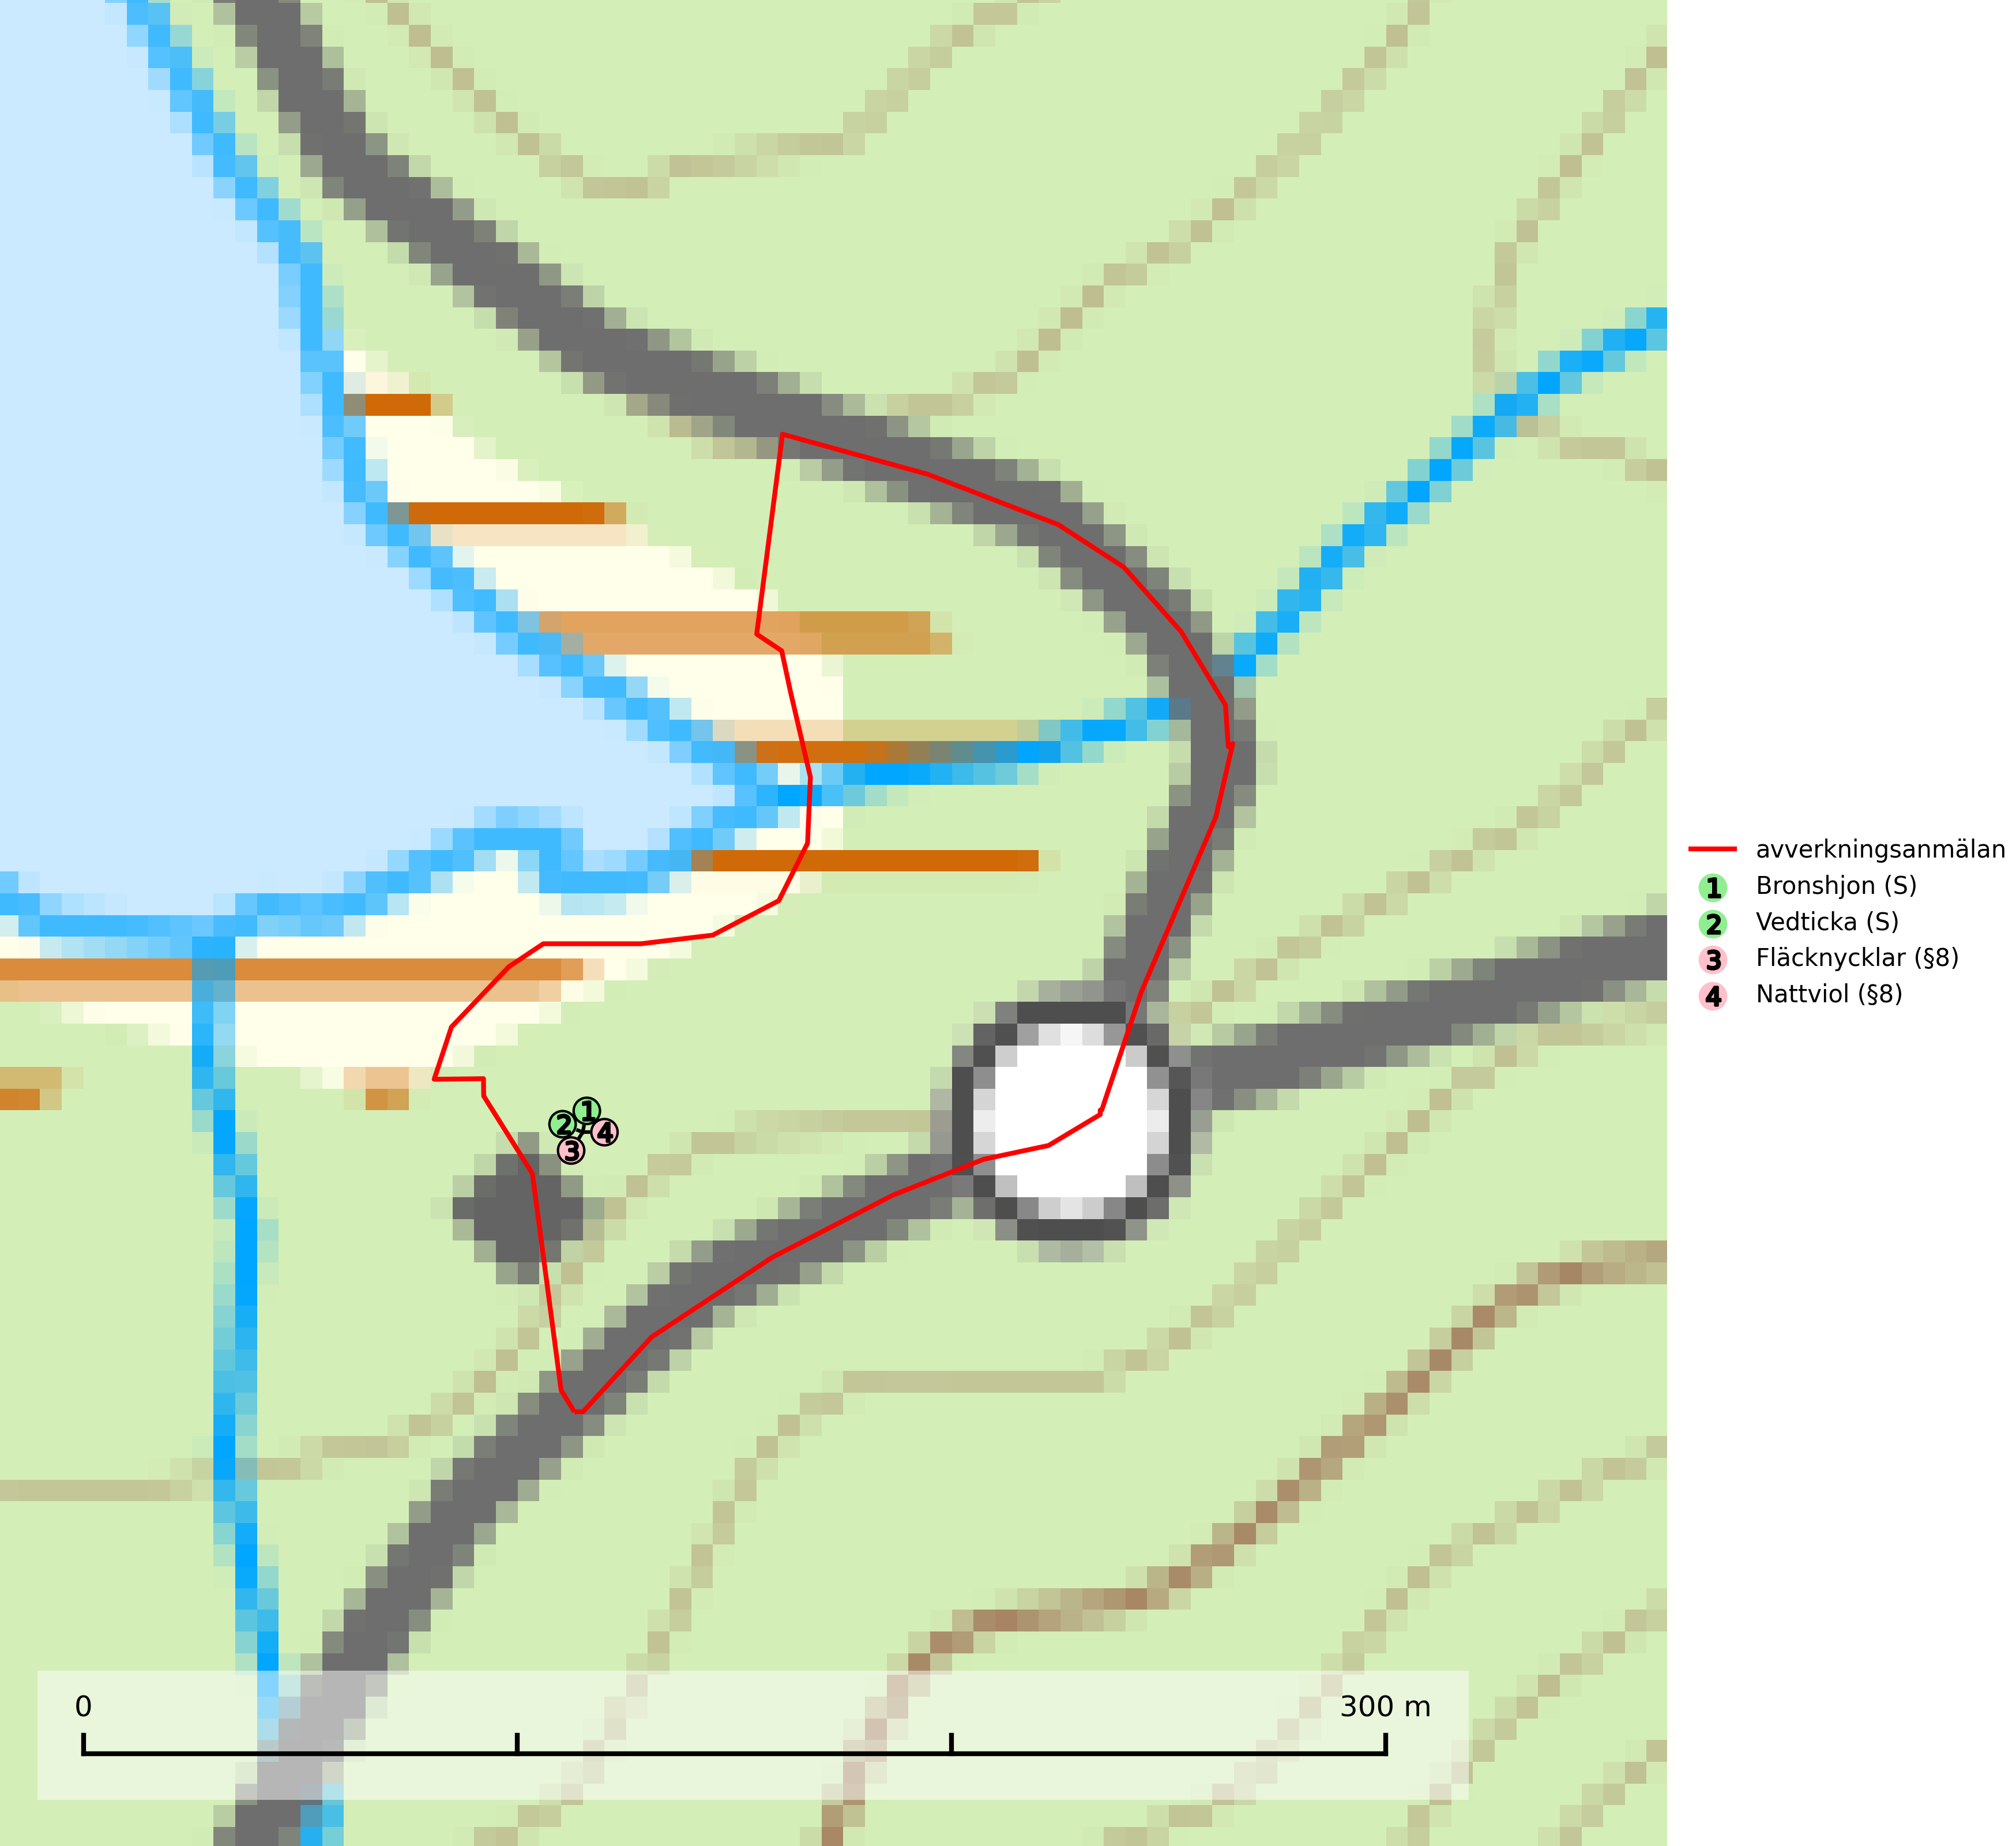 avverkningsanmälan
1 Bronshjon (S)
2 Vedticka (S)
3 Fläcknycklar (§8)
4 Nattviol (§8)
1
2
4
3
0 300 m